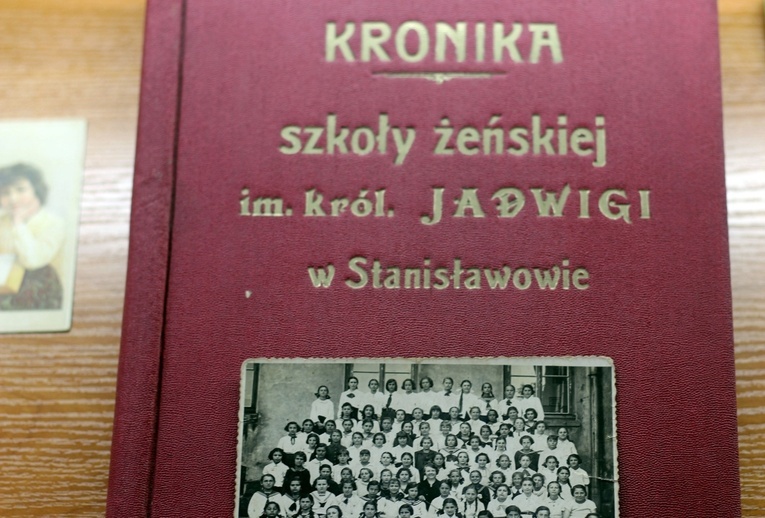 KRONIKA
szkoły żeńskiej
im. król. JADWIGI
w Stanisławowie